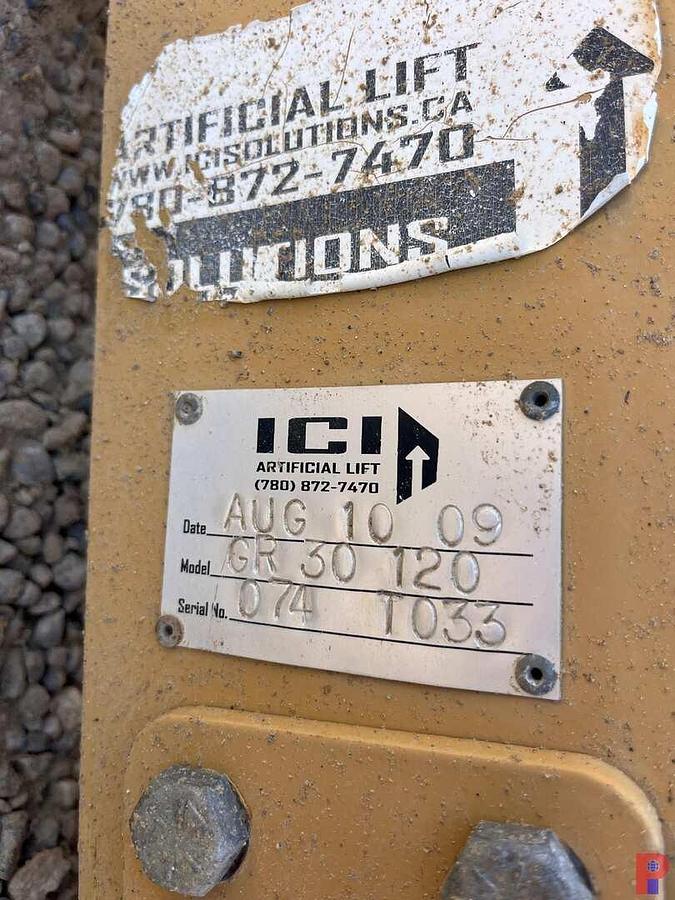 ARTIFICIAL LIFT
WWW.ICISOLUTIONS.CA
780-872-7470
SOLUTIONS
ICI
ARTIFICIAL LIFT
(780) 872-7470
Date AUG 10 09
Model GR 30 120
Serial No. 074 T033